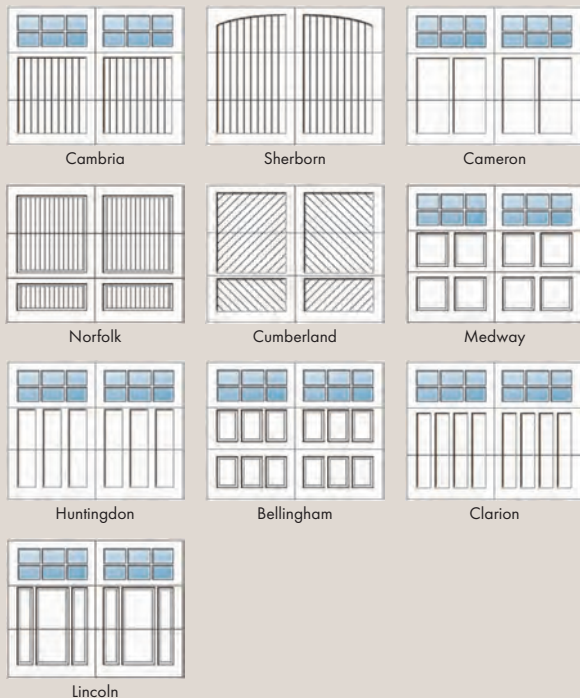 Cambria
Sherborn
Cameron
Norfolk
Cumberland
Medway
Huntingdon
Bellingham
Clarion
Lincoln